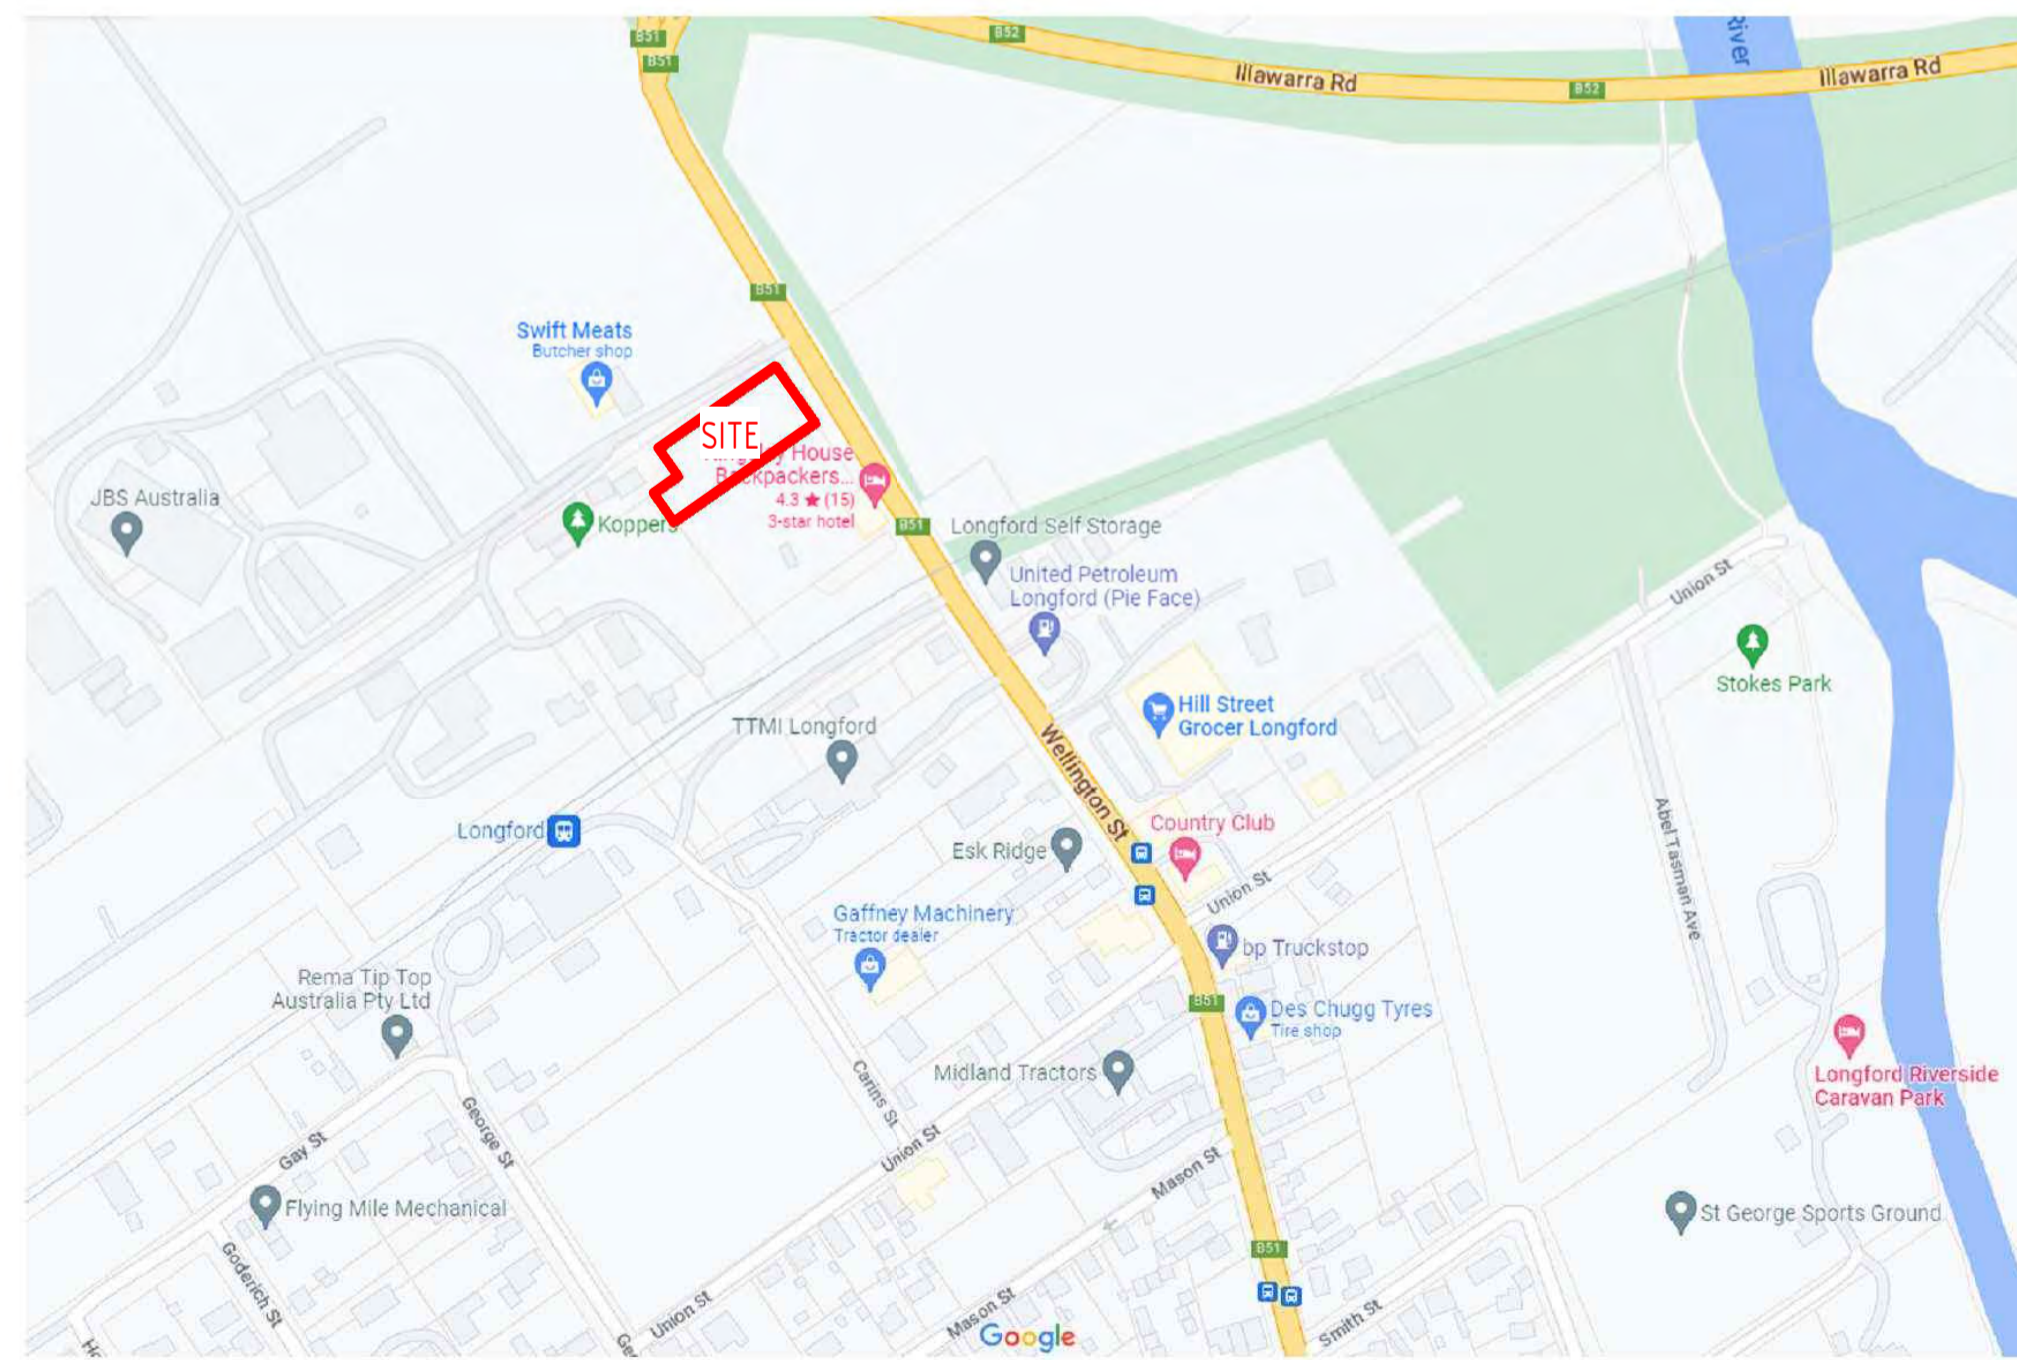 B51
B51
B52
Illawarra Rd
B52
Illawarra Rd
River
B51
Swift Meats
Butcher shop
SITE
House
Backpackers...
4.3 ★ (15)
3-star hotel
JBS Australia
Koppers
B51
Longford Self Storage
United Petroleum
Longford (Pie Face)
Union St
Stokes Park
Hill Street
Grocer Longford
TTMI Longford
Wellington St
Longford
Esk Ridge
Country Club
Abel Tasman Ave
Union St
Gaffney Machinery
Tractor dealer
bp Truckstop
Rema Tip Top
Australia Pty Ltd
B51
Des Chugg Tyres
Tire shop
Midland Tractors
Longford Riverside
Caravan Park
Cairns St
George St
Gay St
Union St
Mason St
Flying Mile Mechanical
St George Sports Ground
Goderich St
B51
Union St
Mason St
Smith St
Google